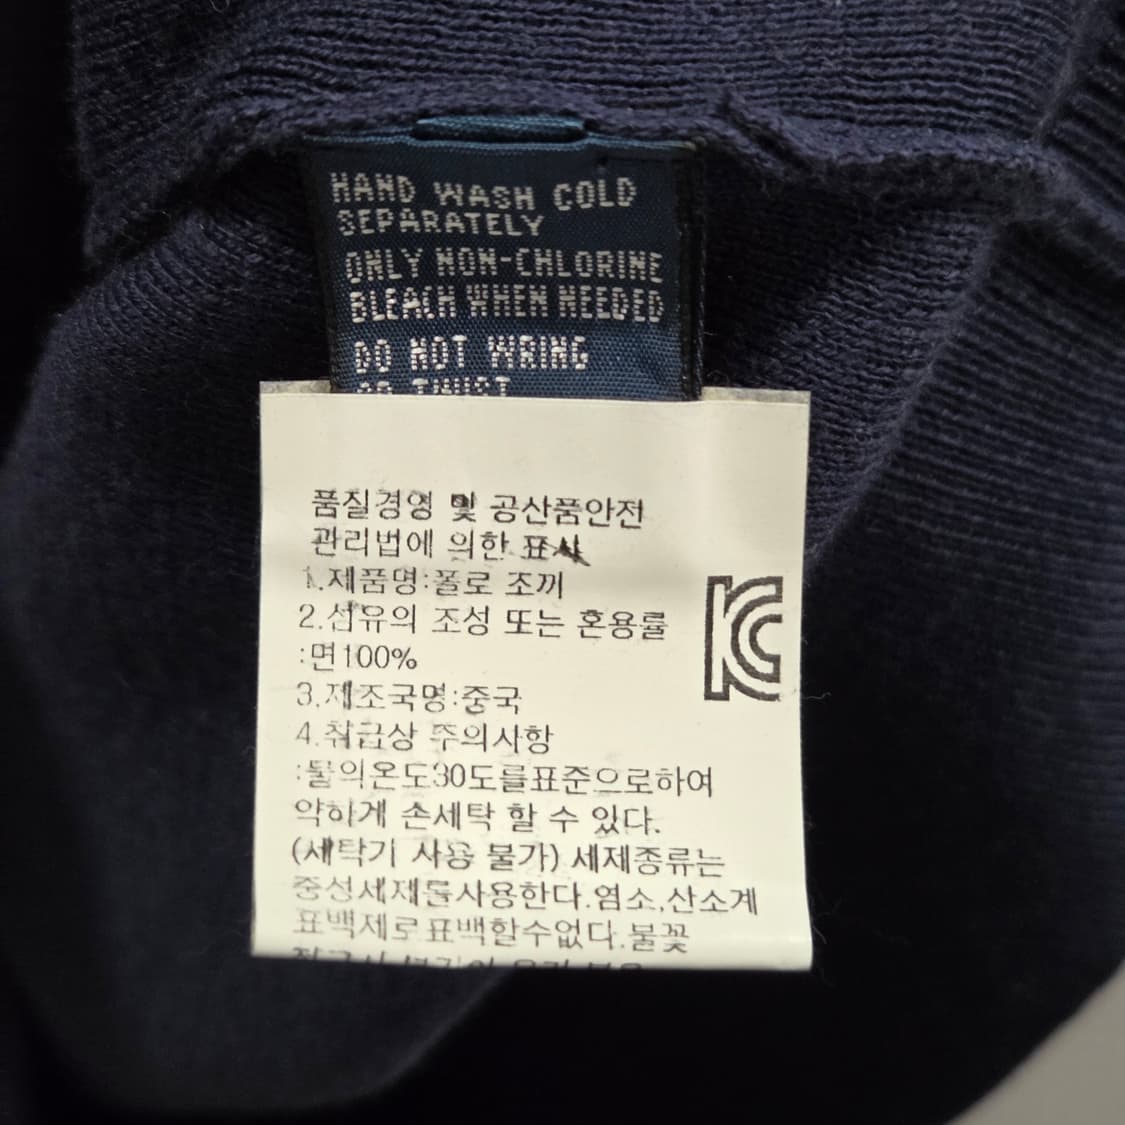 HAND WASH COLD
SEPARATELY
ONLY NON-CHLORINE
BLEACH WHEN NEEDED
DO NOT WRING
OR TWIST
품질경영 및 공산품안전
관리법에 의한 표시
1.제품명:폴로 조끼
2.섬유의 조성 또는 혼용률
:면100%
3.제조국명:중국
4.취급상 주의사항
:물의온도30도를표준으로하여
약하게 손세탁 할 수 있다.
(세탁기 사용 불가) 세제종류는
중성세제를사용한다.염소,산소계
표백제로표백할수없다.불꽃
KC